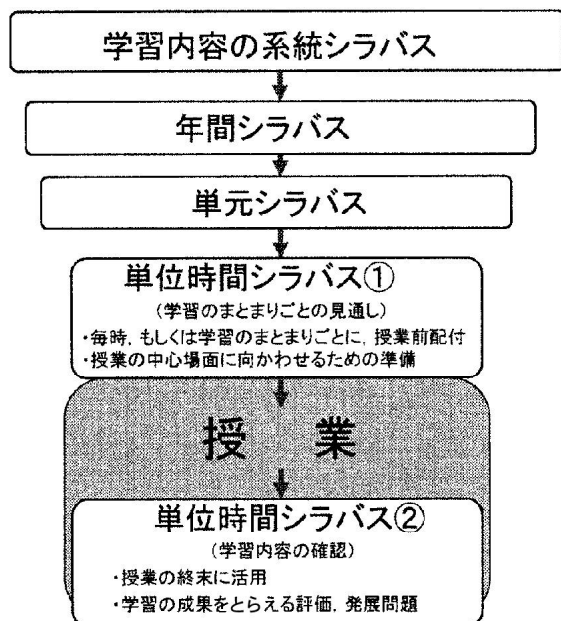 学習内容の系統シラバス
年間シラバス
単元シラバス
単位時間シラバス①
(学習のまとまりごとの見通し)
・毎時,もしくは学習のまとまりごとに,授業前配付
・授業の中心場面に向かわせるための準備
授　業
単位時間シラバス②
(学習内容の確認)
・授業の終末に活用
・学習の成果をとらえる評価,発展問題